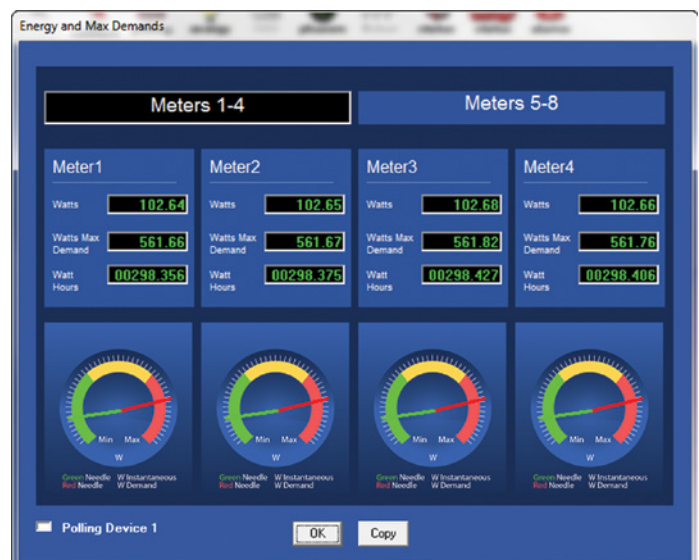 Energy and Max Demands
Meters 1-4
Meters 5-8
Meter1
Watts 102.64
Watts Max Demand 561.66
Watt Hours 00298.356
Meter2
Watts 102.65
Watts Max Demand 561.67
Watt Hours 00298.375
Meter3
Watts 102.68
Watts Max Demand 561.82
Watt Hours 00298.427
Meter4
Watts 102.66
Watts Max Demand 561.76
Watt Hours 00298.406
Min Max
W
Green Needle W Instantaneous
Red Needle W Demand
Min Max
W
Green Needle W Instantaneous
Red Needle W Demand
Min Max
W
Green Needle W Instantaneous
Red Needle W Demand
Min Max
W
Green Needle W Instantaneous
Red Needle W Demand
Polling Device 1
OK
Copy